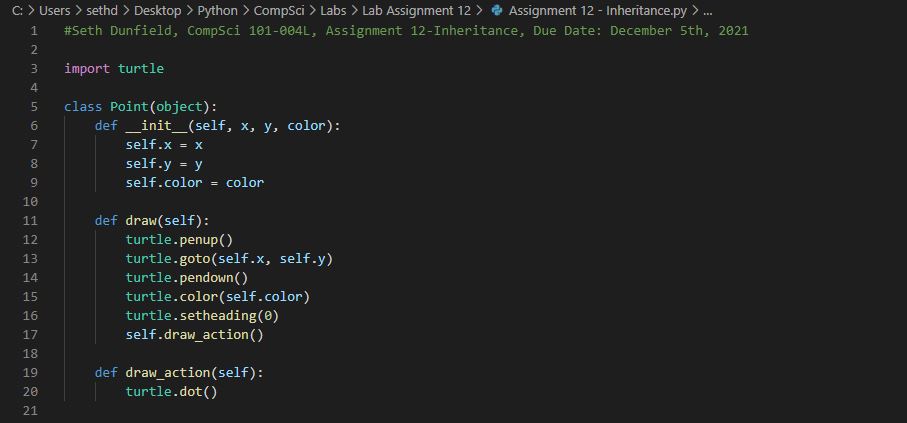 C: > Users > sethd > Desktop > Python > CompSci > Labs > Lab Assignment 12 > Assignment 12 - Inheritance.py > ...
1 #Seth Dunfield, CompSci 101-004L, Assignment 12-Inheritance, Due Date: December 5th, 2021
2
3 import turtle
4
5 class Point(object):
6     def __init__(self, x, y, color):
7         self.x = x
8         self.y = y
9         self.color = color
10
11     def draw(self):
12         turtle.penup()
13         turtle.goto(self.x, self.y)
14         turtle.pendown()
15         turtle.color(self.color)
16         turtle.setheading(0)
17         self.draw_action()
18
19     def draw_action(self):
20         turtle.dot()
21